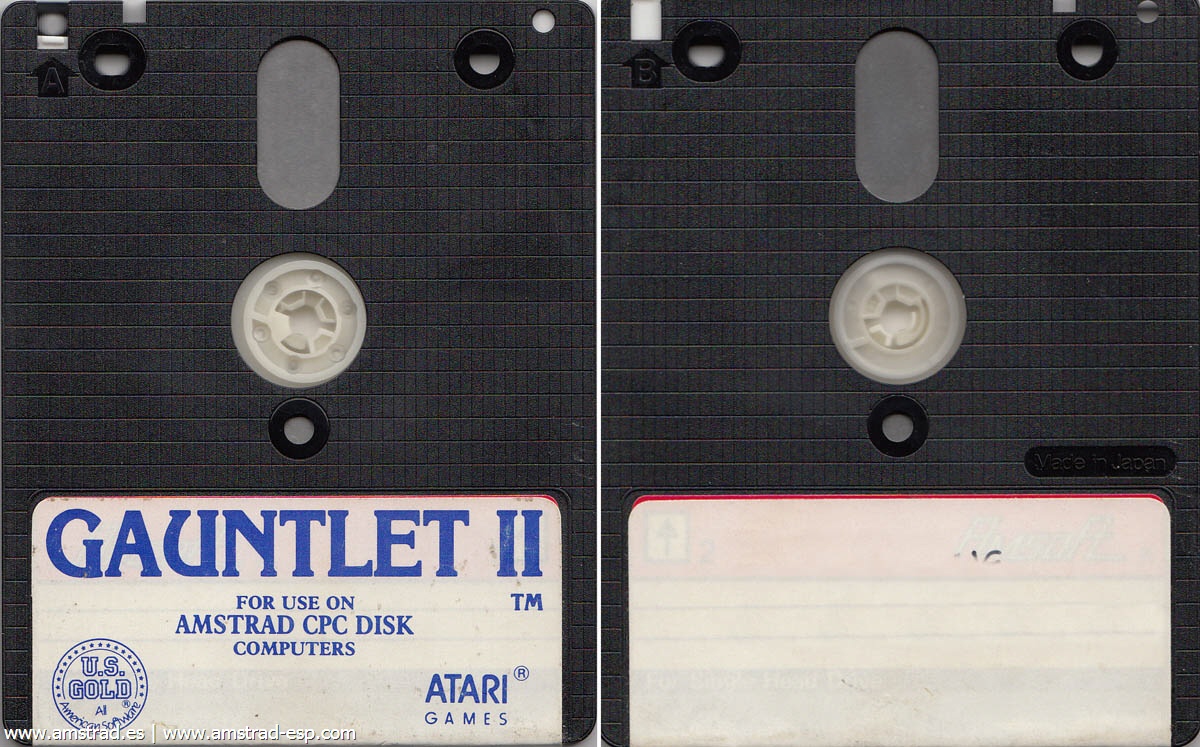 A
GAUNTLET II
TM
FOR USE ON
AMSTRAD CPC DISK
COMPUTERS
U.S.
GOLD®
All
American Software
ATARI®
GAMES
B
Made in Japan
2
www.amstrad.es | www.amstrad-esp.com